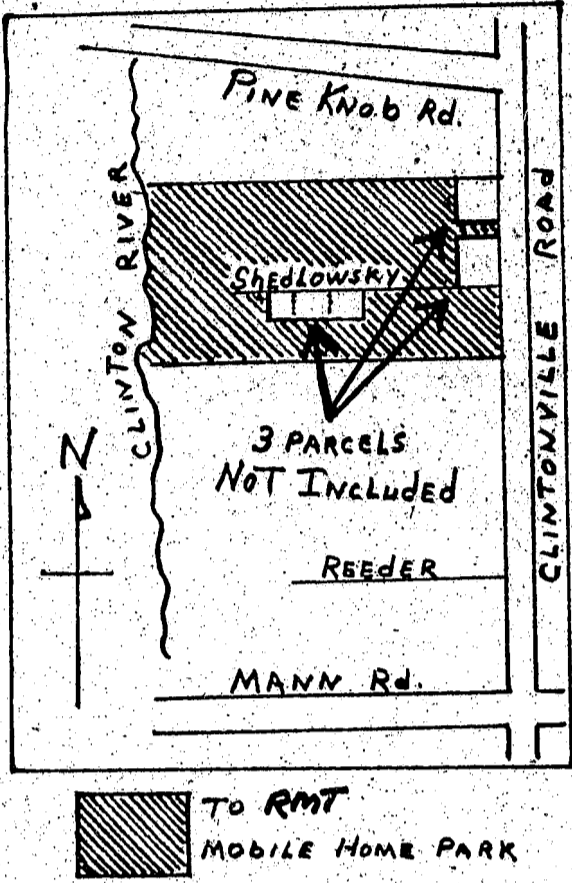 PINE KNOB Rd.
CLINTON RIVER
CLINTONVILLE ROAD
SHEDLOWSKY
3 PARCELS
NOT INCLUDED
N
REEDER
MANN Rd.
TO RMT
MOBILE HOME PARK